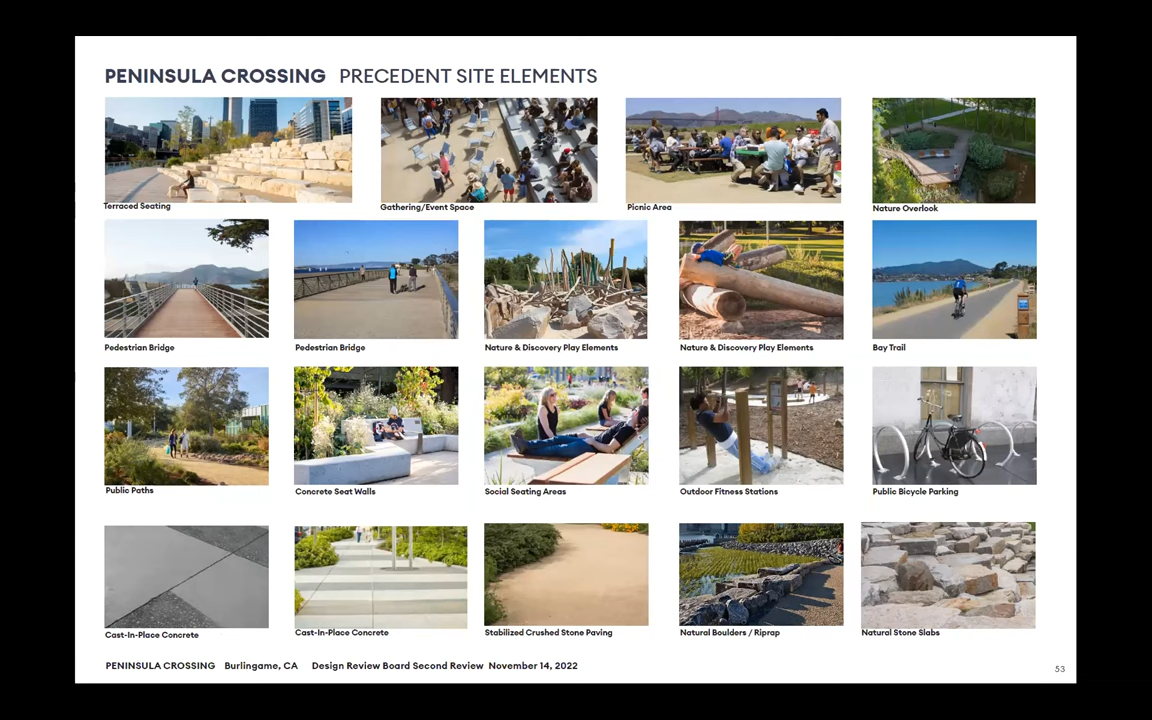 PENINSULA CROSSING PRECEDENT SITE ELEMENTS
Terraced Seating
Gathering/Event Space
Picnic Area
Nature Overlook
Pedestrian Bridge
Pedestrian Bridge
Nature & Discovery Play Elements
Nature & Discovery Play Elements
Bay Trail
Public Paths
Concrete Seat Walls
Social Seating Areas
Outdoor Fitness Stations
Public Bicycle Parking
Cast-In-Place Concrete
Cast-In-Place Concrete
Stabilized Crushed Stone Paving
Natural Boulders / Riprap
Natural Stone Slabs
PENINSULA CROSSING Burlingame, CA Design Review Board Second Review November 14, 2022
53